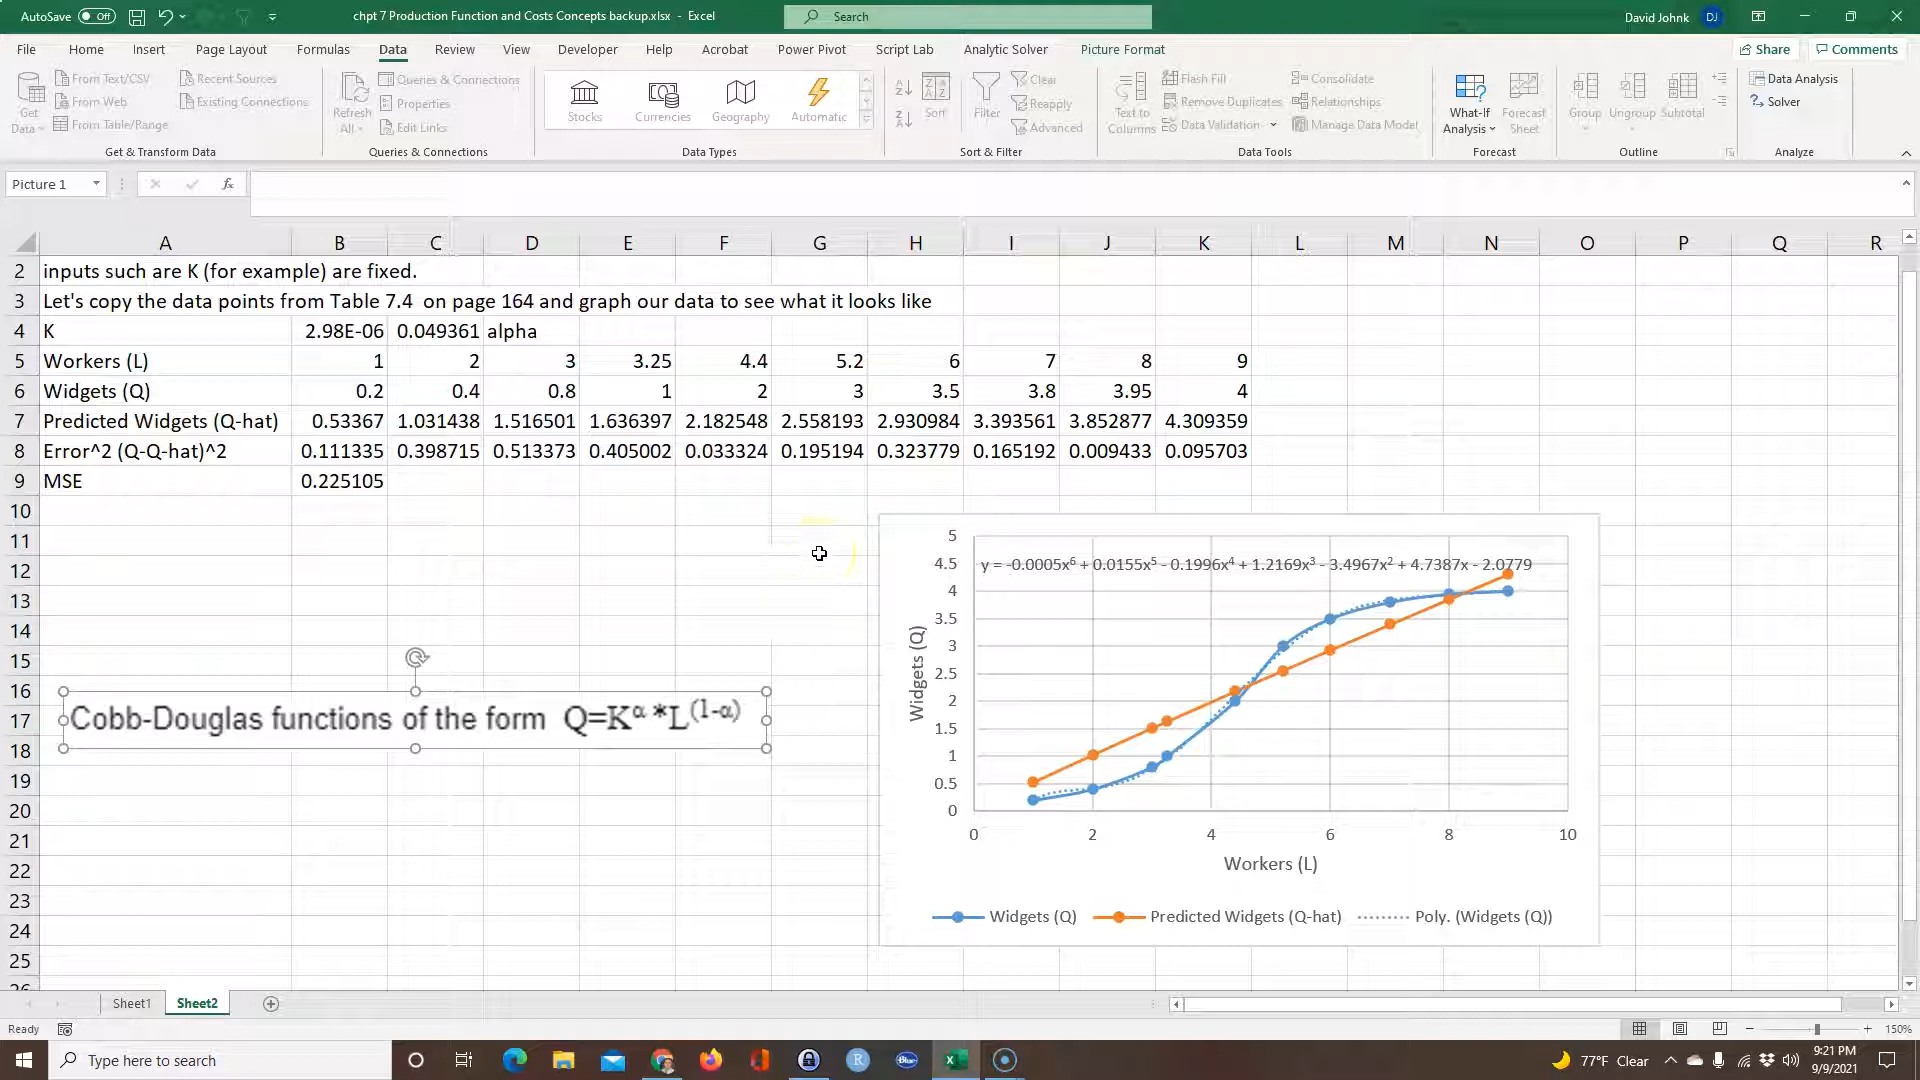 AutoSave Off chpt 7 Production Function and Costs Concepts backup.xlsx - Excel Search David Johnk DJ
File Home Insert Page Layout Formulas Data Review View Developer Help Acrobat Power Pivot Script Lab Analytic Solver Picture Format Share Comments
Get Data
From Text/CSV
From Web
From Table/Range
Recent Sources
Existing Connections
Get & Transform Data
Refresh All
Queries & Connections
Properties
Edit Links
Queries & Connections
Stocks Currencies Geography Automatic
Data Types
Sort
Filter
Clear
Reapply
Advanced
Sort & Filter
Text to Columns
Flash Fill
Remove Duplicates
Data Validation
Consolidate
Relationships
Manage Data Model
Data Tools
What-If Analysis
Forecast Sheet
Forecast
Group Ungroup Subtotal
Outline
Data Analysis
Solver
Analyze
Picture 1 fx
A B C D E F G H I J K L M N O P Q R
2 inputs such are K (for example) are fixed.
3 Let's copy the data points from Table 7.4 on page 164 and graph our data to see what it looks like
4 K 2.98E-06 0.049361 alpha
5 Workers (L) 1 2 3 3.25 4.4 5.2 6 7 8 9
6 Widgets (Q) 0.2 0.4 0.8 1 2 3 3.5 3.8 3.95 4
7 Predicted Widgets (Q-hat) 0.53367 1.031438 1.516501 1.636397 2.182548 2.558193 2.930984 3.393561 3.852877 4.309359
8 Error^2 (Q-Q-hat)^2 0.111335 0.398715 0.513373 0.405002 0.033324 0.195194 0.323779 0.165192 0.009433 0.095703
9 MSE 0.225105
10
11
12
13
14
15
16
17
18
19
20
21
22
23
24
25
26
Cobb-Douglas functions of the form Q=K^α*L^(1-α)
5
4.5
4
3.5
3
2.5
2
1.5
1
0.5
0
Widgets (Q)
y = -0.0005x⁶ + 0.0155x⁵ - 0.1996x⁴ + 1.2169x³ - 3.4967x² + 4.7387x - 2.0779
0 2 4 6 8 10
Workers (L)
Widgets (Q) Predicted Widgets (Q-hat) Poly. (Widgets (Q))
Sheet1 Sheet2
Ready 150%
Type here to search
R
Blue
77°F Clear
9:21 PM
9/9/2021